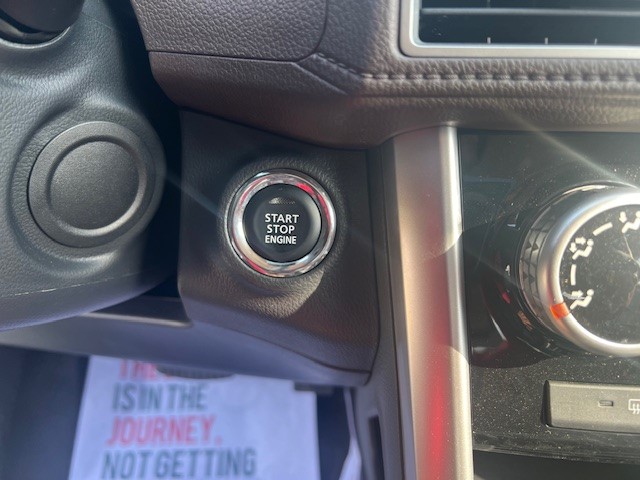 START
STOP
ENGINE
IS IN THE
JOURNEY.
NOT GETTING